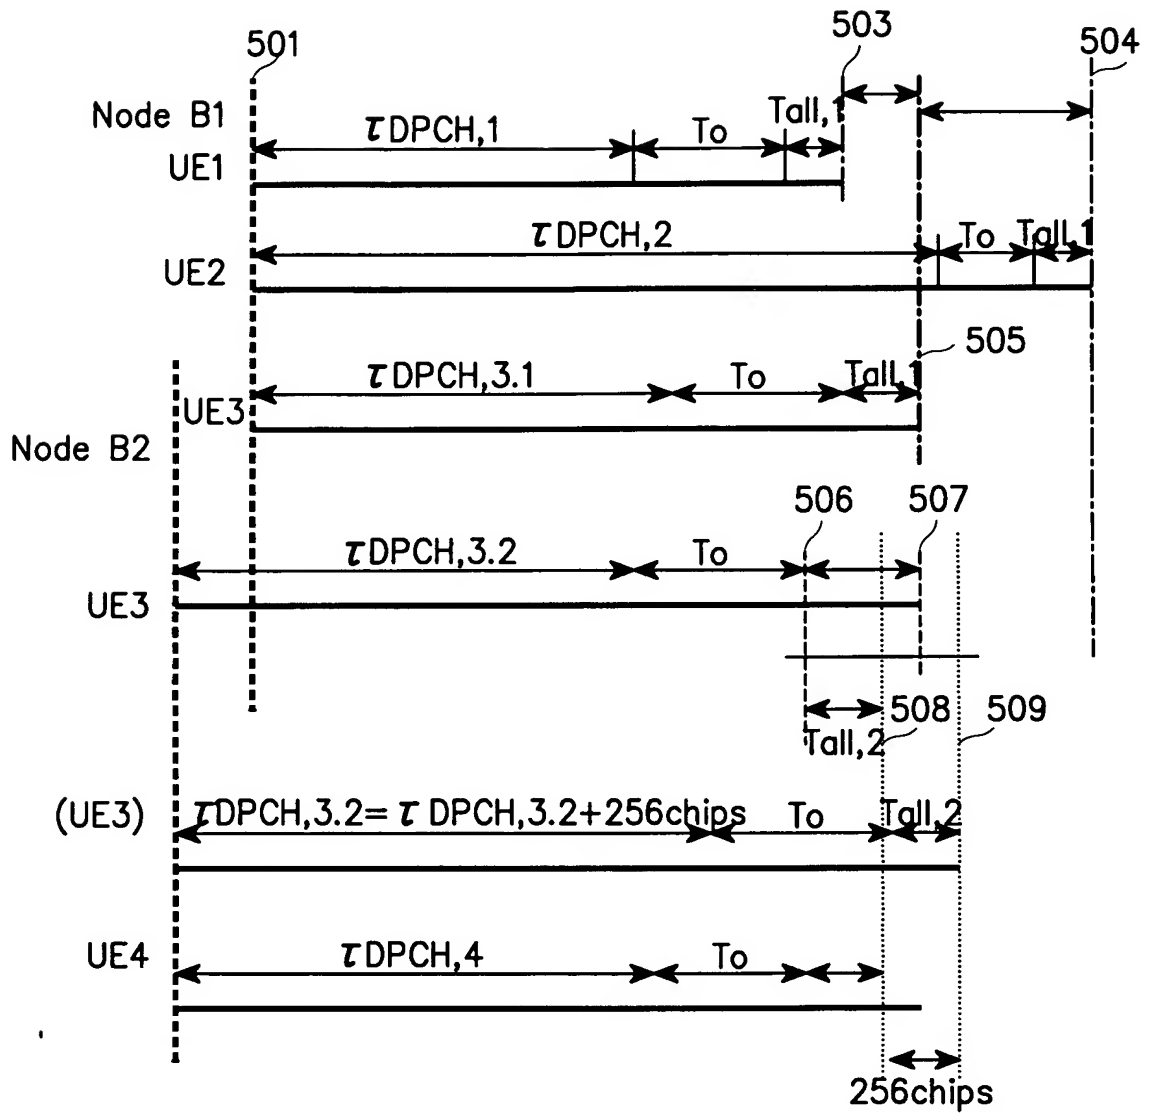 501
503
504
Node B1
τDPCH,1
To
Tall,1
UE1
τDPCH,2
To
Tall,1
UE2
505
τDPCH,3.1
To
Tall,1
UE3
Node B2
506
507
τDPCH,3.2
To
UE3
508
509
Tall,2
(UE3)
τDPCH,3.2= τ DPCH,3.2+256chips
To
Tall,2
UE4
τDPCH,4
To
256chips